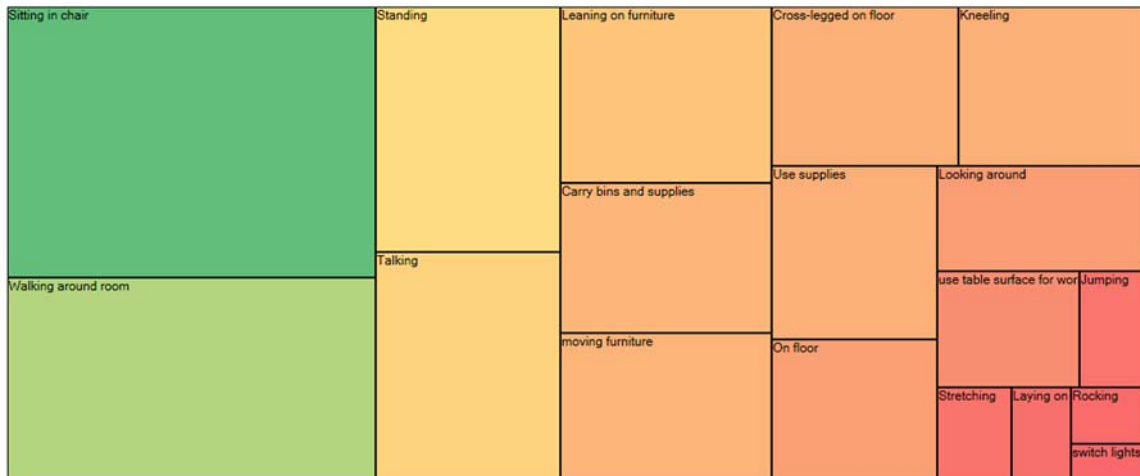 Sitting in chair
Walking around room
Standing
Talking
Leaning on furniture
Carry bins and supplies
moving furniture
Cross-legged on floor
Kneeling
Use supplies
On floor
Looking around
use table surface for wor
Jumping
Stretching
Laying on
Rocking
switch lights